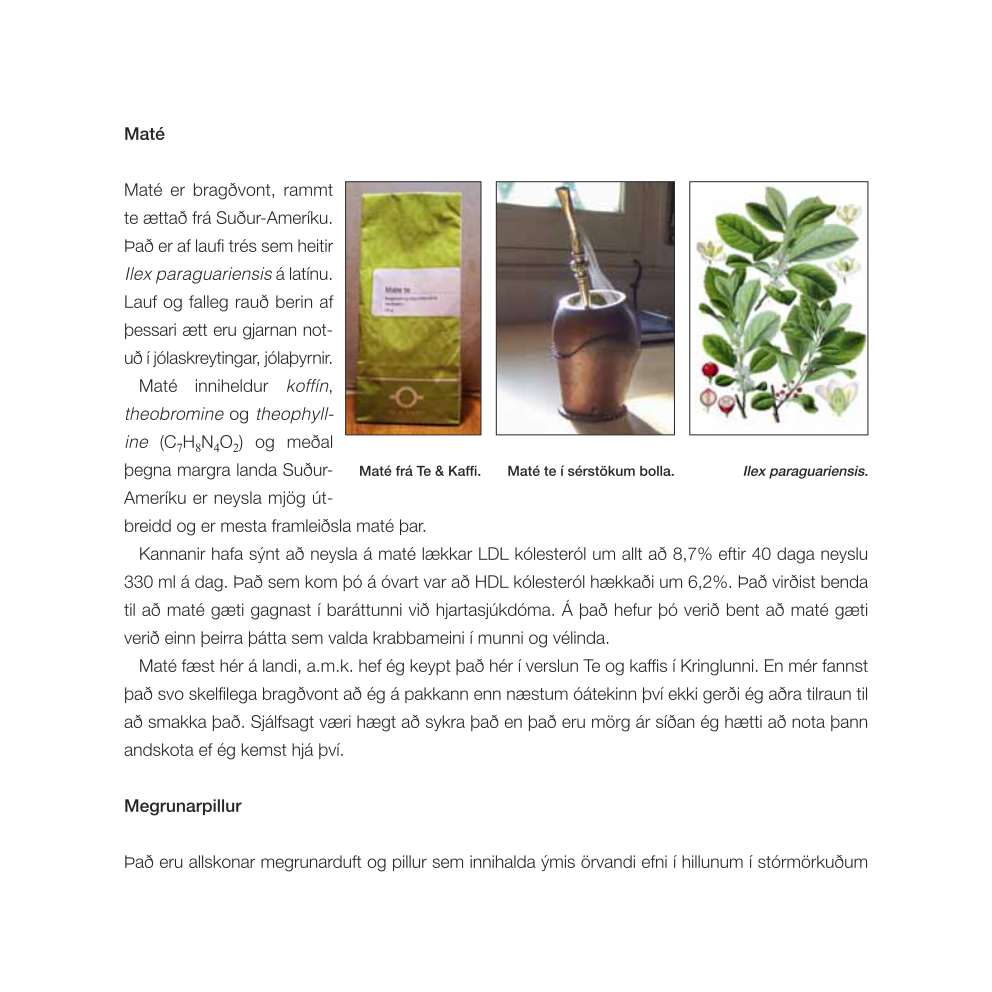 Maté
Maté er bragðvont, rammt
te ættað frá Suður-Ameríku.
Það er af laufi trés sem heitir
Ilex paraguariensis á latínu.
Lauf og falleg rauð berin af
þessari ætt eru gjarnan not-
uð í jólaskreytingar, jólaþyrnir.
Maté inniheldur koffín,
theobromine og theophyll-
ine (C₇H₈N₄O₂) og meðal
þegna margra landa Suður-
Ameríku er neysla mjög út-
breidd og er mesta framleiðsla maté þar.
Mate te
Maté frá Te & Kaffi.
Maté te í sérstökum bolla.
Ilex paraguariensis.
Kannanir hafa sýnt að neysla á maté lækkar LDL kólesteról um allt að 8,7% eftir 40 daga neyslu
330 ml á dag. Það sem kom þó á óvart var að HDL kólesteról hækkaði um 6,2%. Það virðist benda
til að maté gæti gagnast í baráttunni við hjartasjúkdóma. Á það hefur þó verið bent að maté gæti
verið einn þeirra þátta sem valda krabbameini í munni og vélinda.
Maté fæst hér á landi, a.m.k. hef ég keypt það hér í verslun Te og kaffis í Kringlunni. En mér fannst
það svo skelfilega bragðvont að ég á pakkann enn næstum óátekinn því ekki gerði ég aðra tilraun til
að smakka það. Sjálfsagt væri hægt að sykra það en það eru mörg ár síðan ég hætti að nota þann
andskota ef ég kemst hjá því.
Megrunarpillur
Það eru allskonar megrunarduft og pillur sem innihalda ýmis örvandi efni í hillunum í stórmörkuðum